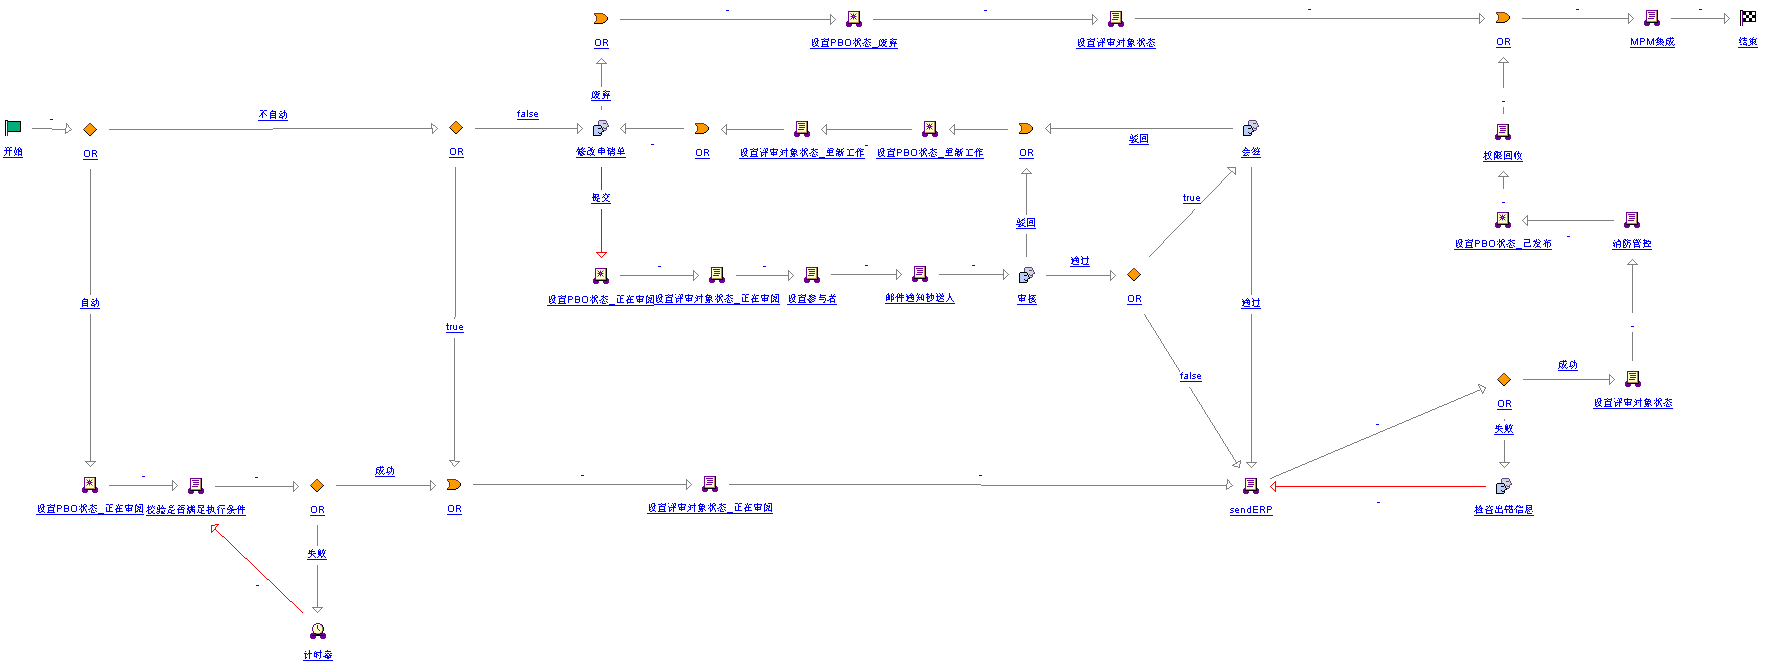 OR
设置PBO状态_废弃
设置评审对象状态
OR
MPM集成
结束
废弃
不自动
false
开始
OR
OR
修改申请单
OR
设置评审对象状态_重新工作
设置PBO状态_重新工作
OR
驳回
会签
权限回收
提交
驳回
true
设置PBO状态_已发布
消防管控
通过
设置PBO状态_正在审阅
设置评审对象状态_正在审阅
设置参与者
邮件通知抄送人
审核
OR
自动
通过
true
false
成功
OR
设置评审对象状态
失败
成功
设置PBO状态_正在审阅
校验是否满足执行条件
OR
OR
设置评审对象状态_正在审阅
sendERP
检查出错信息
失败
计时器